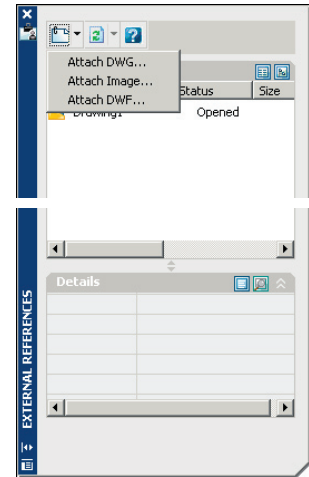 Attach DWG...
Attach Image...
Attach DWF...
Status Size
Drawing1 Opened
Details
EXTERNAL REFERENCES